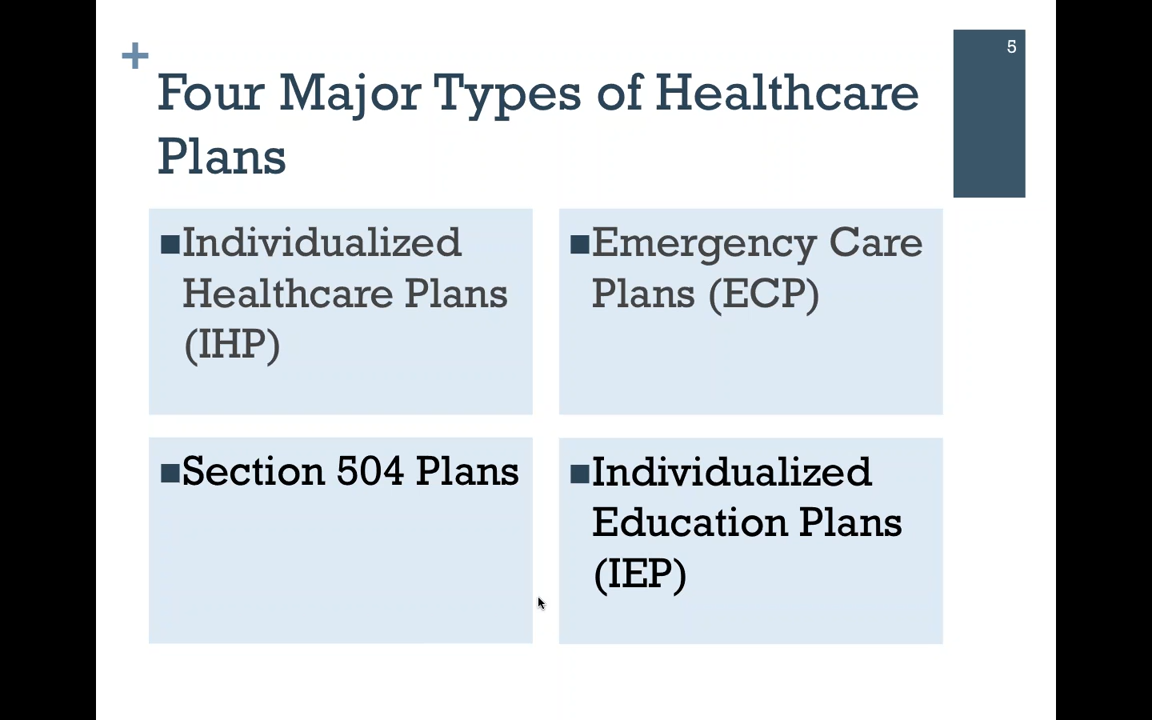 5
+
Four Major Types of Healthcare
Plans
■Individualized
Healthcare Plans
(IHP)
■Emergency Care
Plans (ECP)
■Section 504 Plans
■Individualized
Education Plans
(IEP)